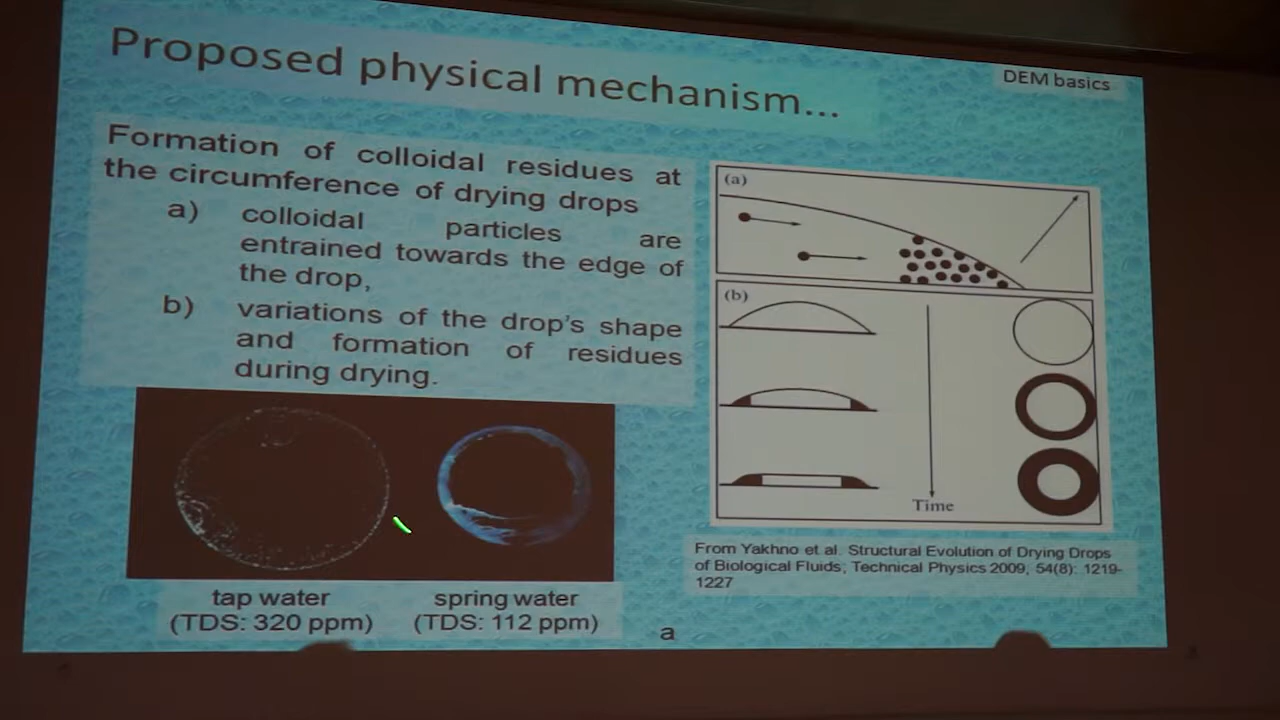 Proposed physical mechanism...
DEM basics
Formation of colloidal residues at
the circumference of drying drops
a) colloidal particles are
entrained towards the edge of
the drop,
b) variations of the drop's shape
and formation of residues
during drying.
(a)
(b)
Time
From Yakhno et al. Structural Evolution of Drying Drops
of Biological Fluids, Technical Physics 2009, 54(8): 1219-
1227
tap water
(TDS: 320 ppm)
spring water
(TDS: 112 ppm)
a